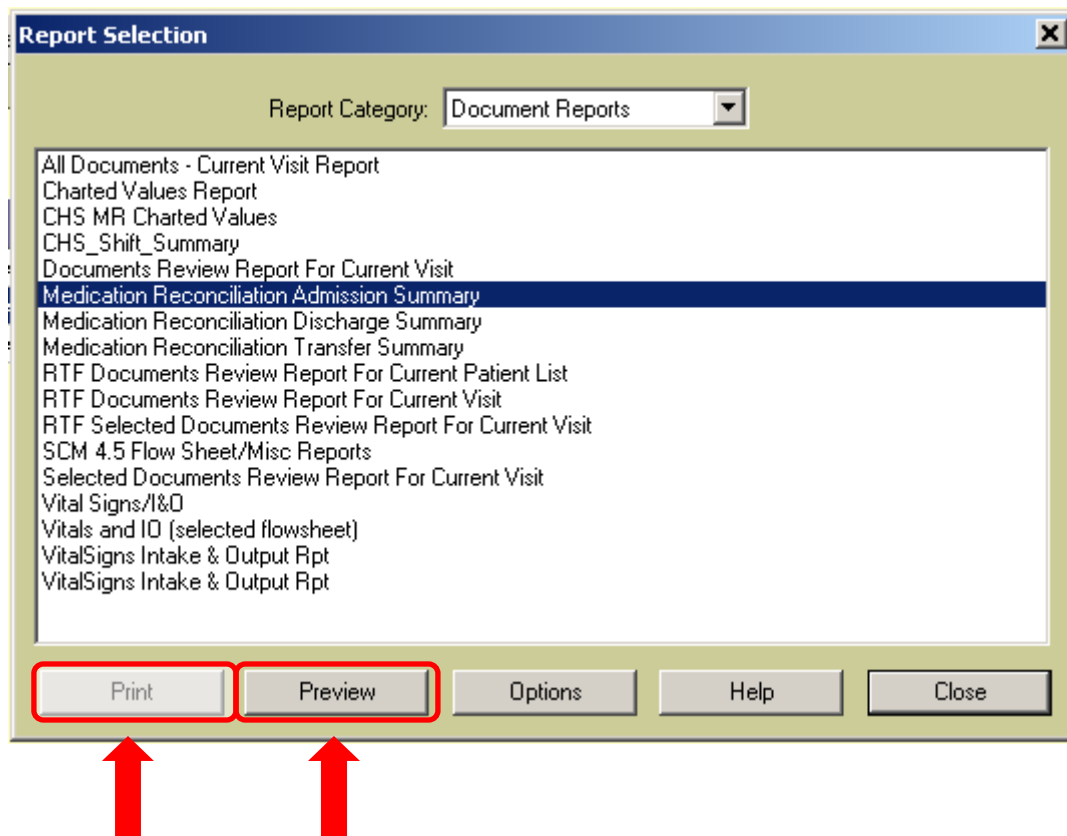 Report Selection
Report Category: Document Reports
All Documents - Current Visit Report
Charted Values Report
CHS MR Charted Values
CHS_Shift_Summary
Documents Review Report For Current Visit
Medication Reconciliation Admission Summary
Medication Reconciliation Discharge Summary
Medication Reconciliation Transfer Summary
RTF Documents Review Report For Current Patient List
RTF Documents Review Report For Current Visit
RTF Selected Documents Review Report For Current Visit
SCM 4.5 Flow Sheet/Misc Reports
Selected Documents Review Report For Current Visit
Vital Signs/I&O
Vitals and IO (selected flowsheet)
VitalSigns Intake & Output Rpt
VitalSigns Intake & Output Rpt
Print Preview Options Help Close